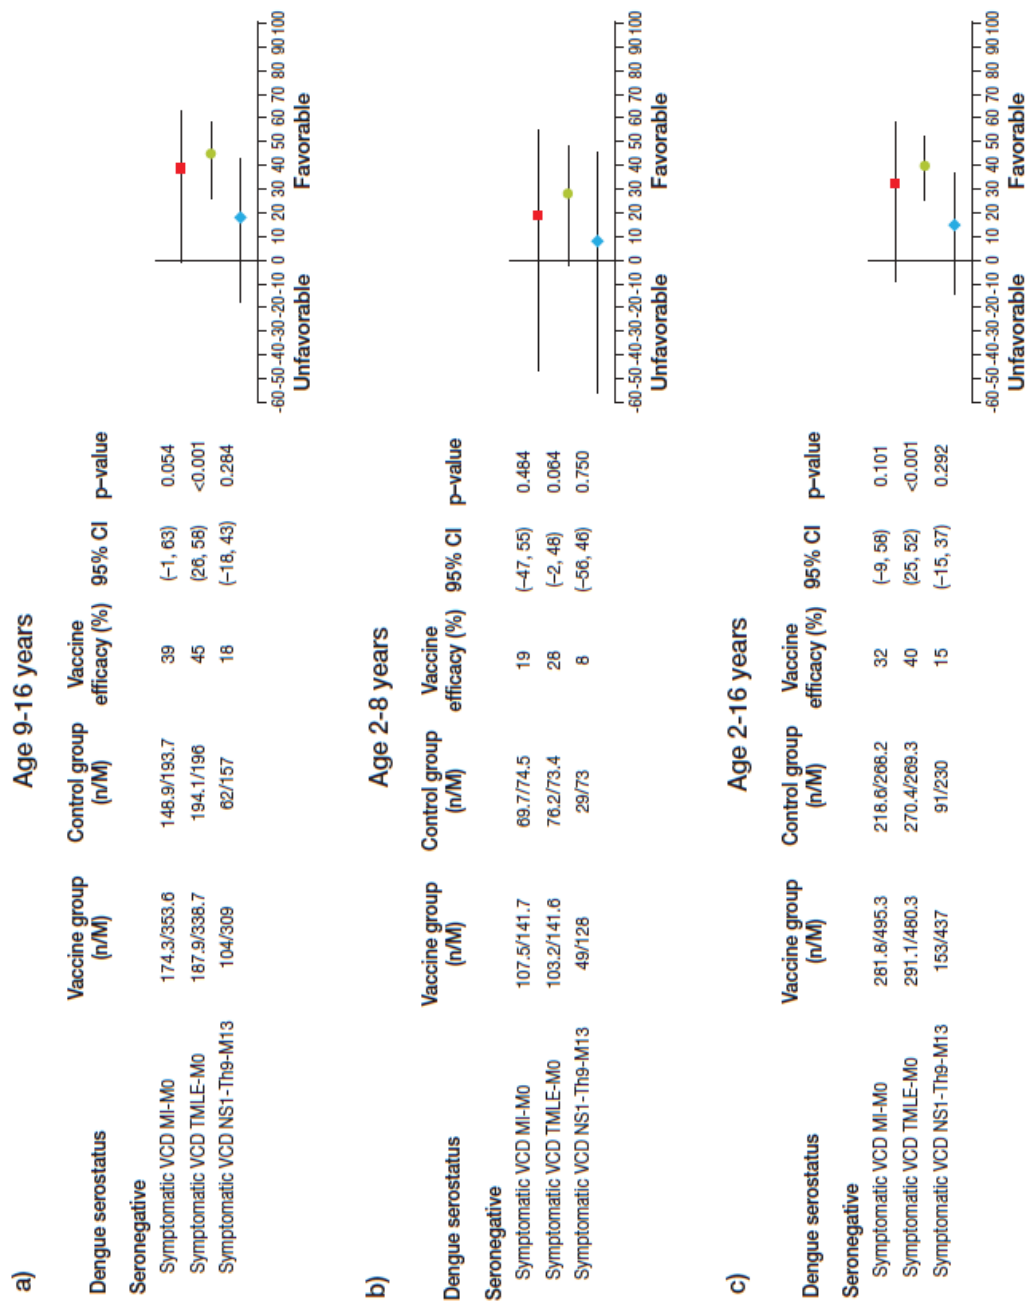 a)
Age 9-16 years
Dengue serostatus Vaccine group (n/M) Control group (n/M) Vaccine efficacy (%) 95% CI p–value
Seronegative
Symptomatic VCD MI-M0 174.3/353.6 148.9/193.7 39 (–1, 63) 0.054
Symptomatic VCD TMLE-M0 187.9/338.7 194.1/196 45 (26, 58) <0.001
Symptomatic VCD NS1-Th9-M13 104/309 62/157 18 (–18, 43) 0.284
-60 -50 -40 -30 -20 -10 0 10 20 30 40 50 60 70 80 90 100
Unfavorable Favorable
b)
Age 2-8 years
Dengue serostatus Vaccine group (n/M) Control group (n/M) Vaccine efficacy (%) 95% CI p–value
Seronegative
Symptomatic VCD MI-M0 107.5/141.7 69.7/74.5 19 (–47, 55) 0.484
Symptomatic VCD TMLE-M0 103.2/141.6 76.2/73.4 28 (–2, 48) 0.064
Symptomatic VCD NS1-Th9-M13 49/128 29/73 8 (–56, 46) 0.750
-60 -50 -40 -30 -20 -10 0 10 20 30 40 50 60 70 80 90 100
Unfavorable Favorable
c)
Age 2-16 years
Dengue serostatus Vaccine group (n/M) Control group (n/M) Vaccine efficacy (%) 95% CI p–value
Seronegative
Symptomatic VCD MI-M0 281.8/495.3 218.6/268.2 32 (–9, 58) 0.101
Symptomatic VCD TMLE-M0 291.1/480.3 270.4/269.3 40 (25, 52) <0.001
Symptomatic VCD NS1-Th9-M13 153/437 91/230 15 (–15, 37) 0.292
-60 -50 -40 -30 -20 -10 0 10 20 30 40 50 60 70 80 90 100
Unfavorable Favorable